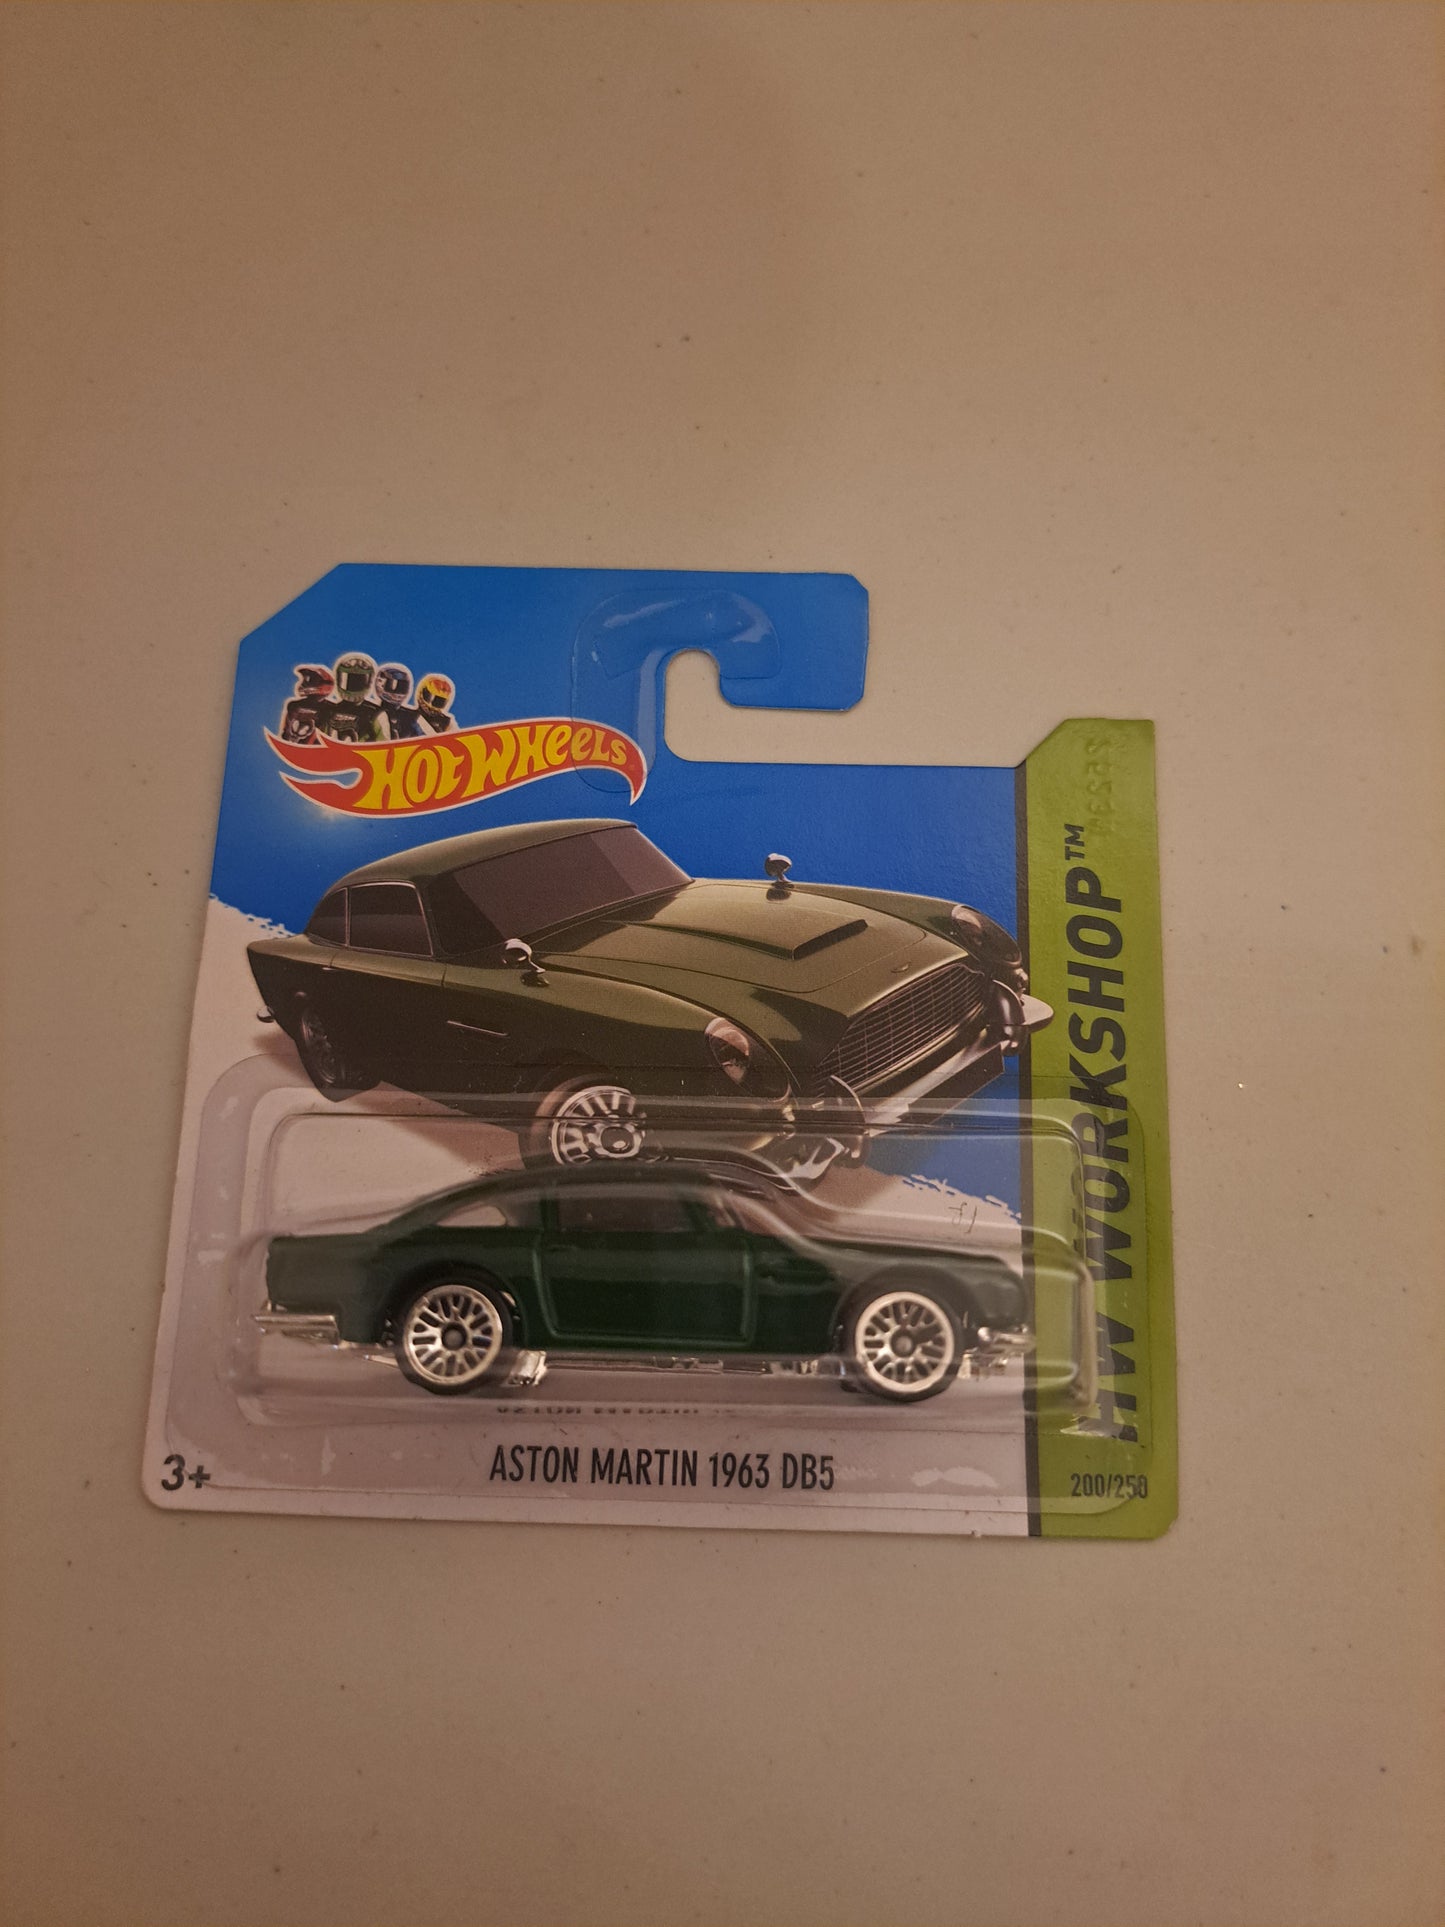 HOT WHEELS
HW WORKSHOP™
3+
ASTON MARTIN 1963 DB5
200/250